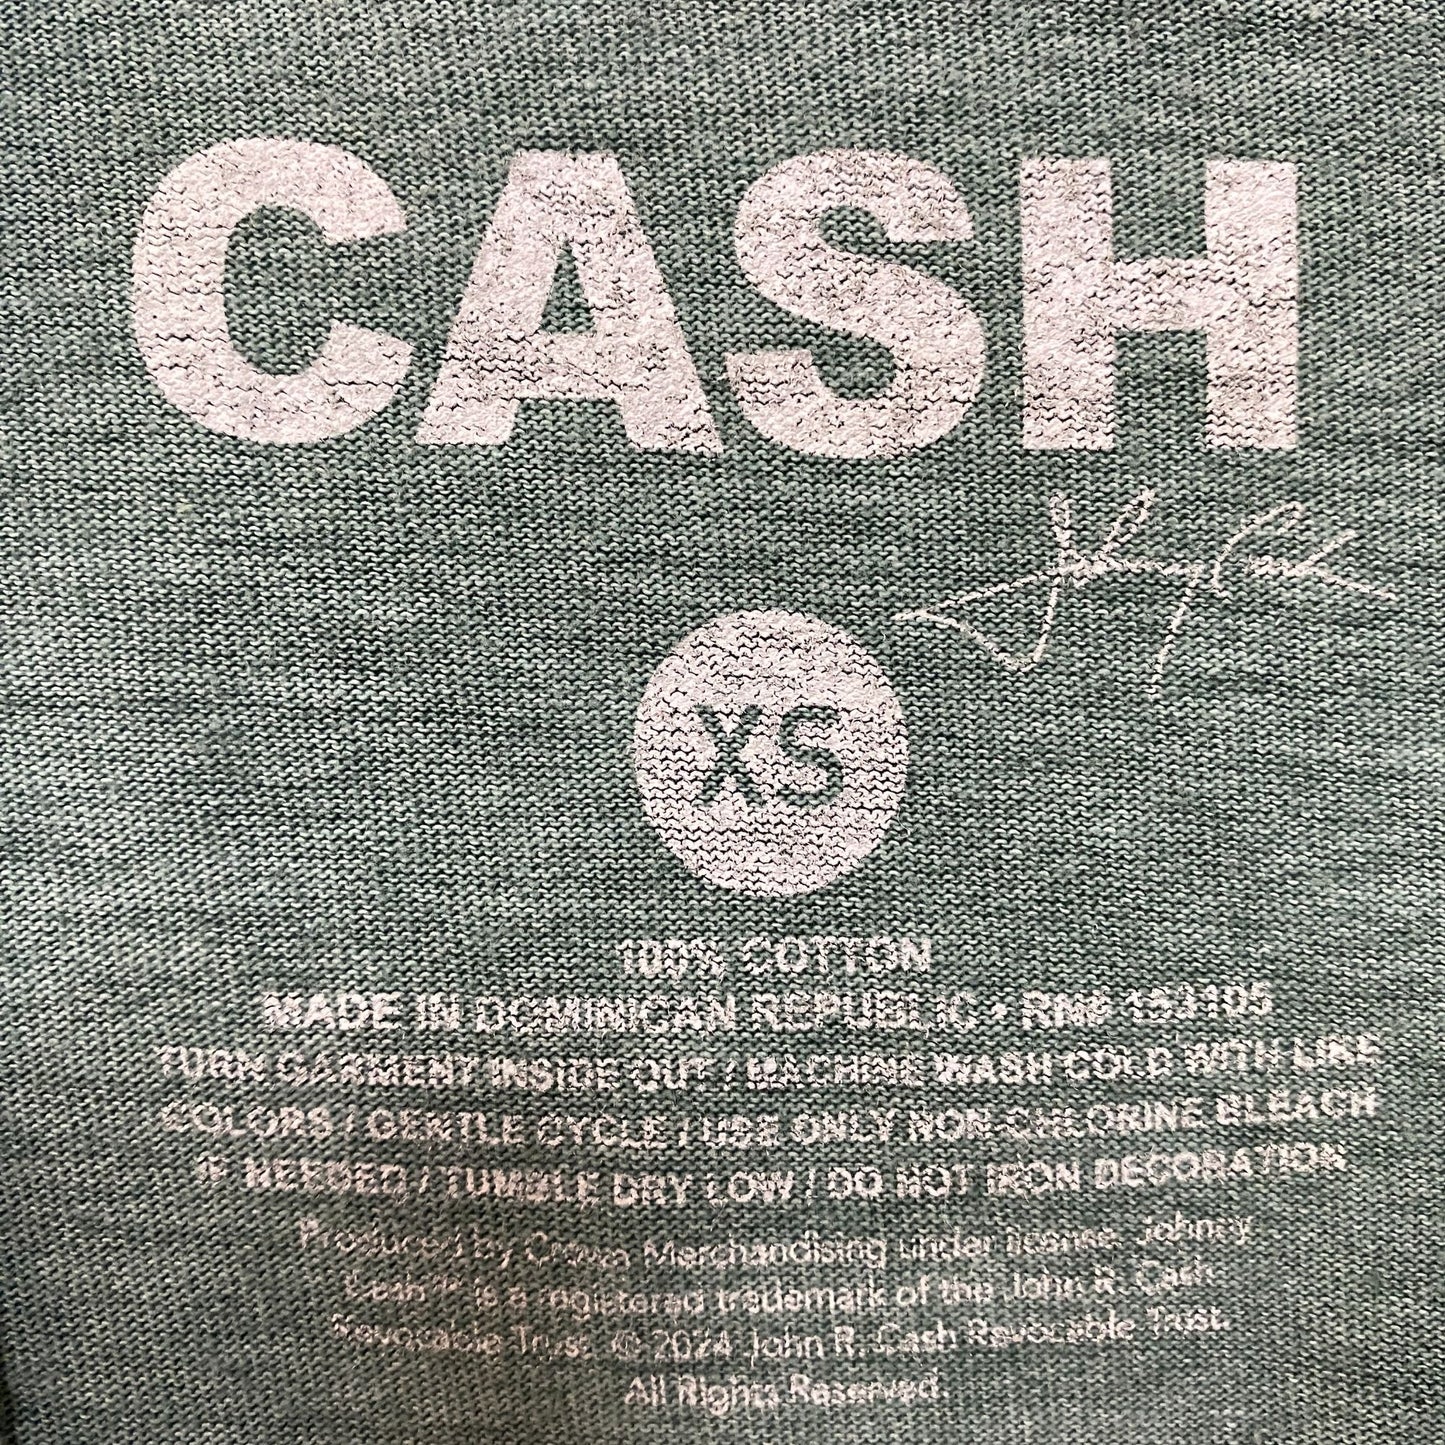 CASH
Johnny Cash
XS
100% COTTON
MADE IN DOMINICAN REPUBLIC • RN# 153105
TURN GARMENT INSIDE OUT / MACHINE WASH COLD WITH LIKE
COLORS / GENTLE CYCLE / USE ONLY NON-CHLORINE BLEACH
IF NEEDED / TUMBLE DRY LOW / DO NOT IRON DECORATION
Produced by Crown Merchandising under license. Johnny
Cash™ is a registered trademark of the John R. Cash
Revocable Trust. © 2024 John R. Cash Revocable Trust.
All Rights Reserved.